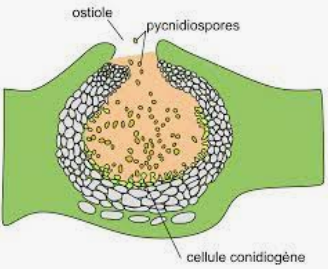 ostiole
pycnidiospores
cellule conidiogène